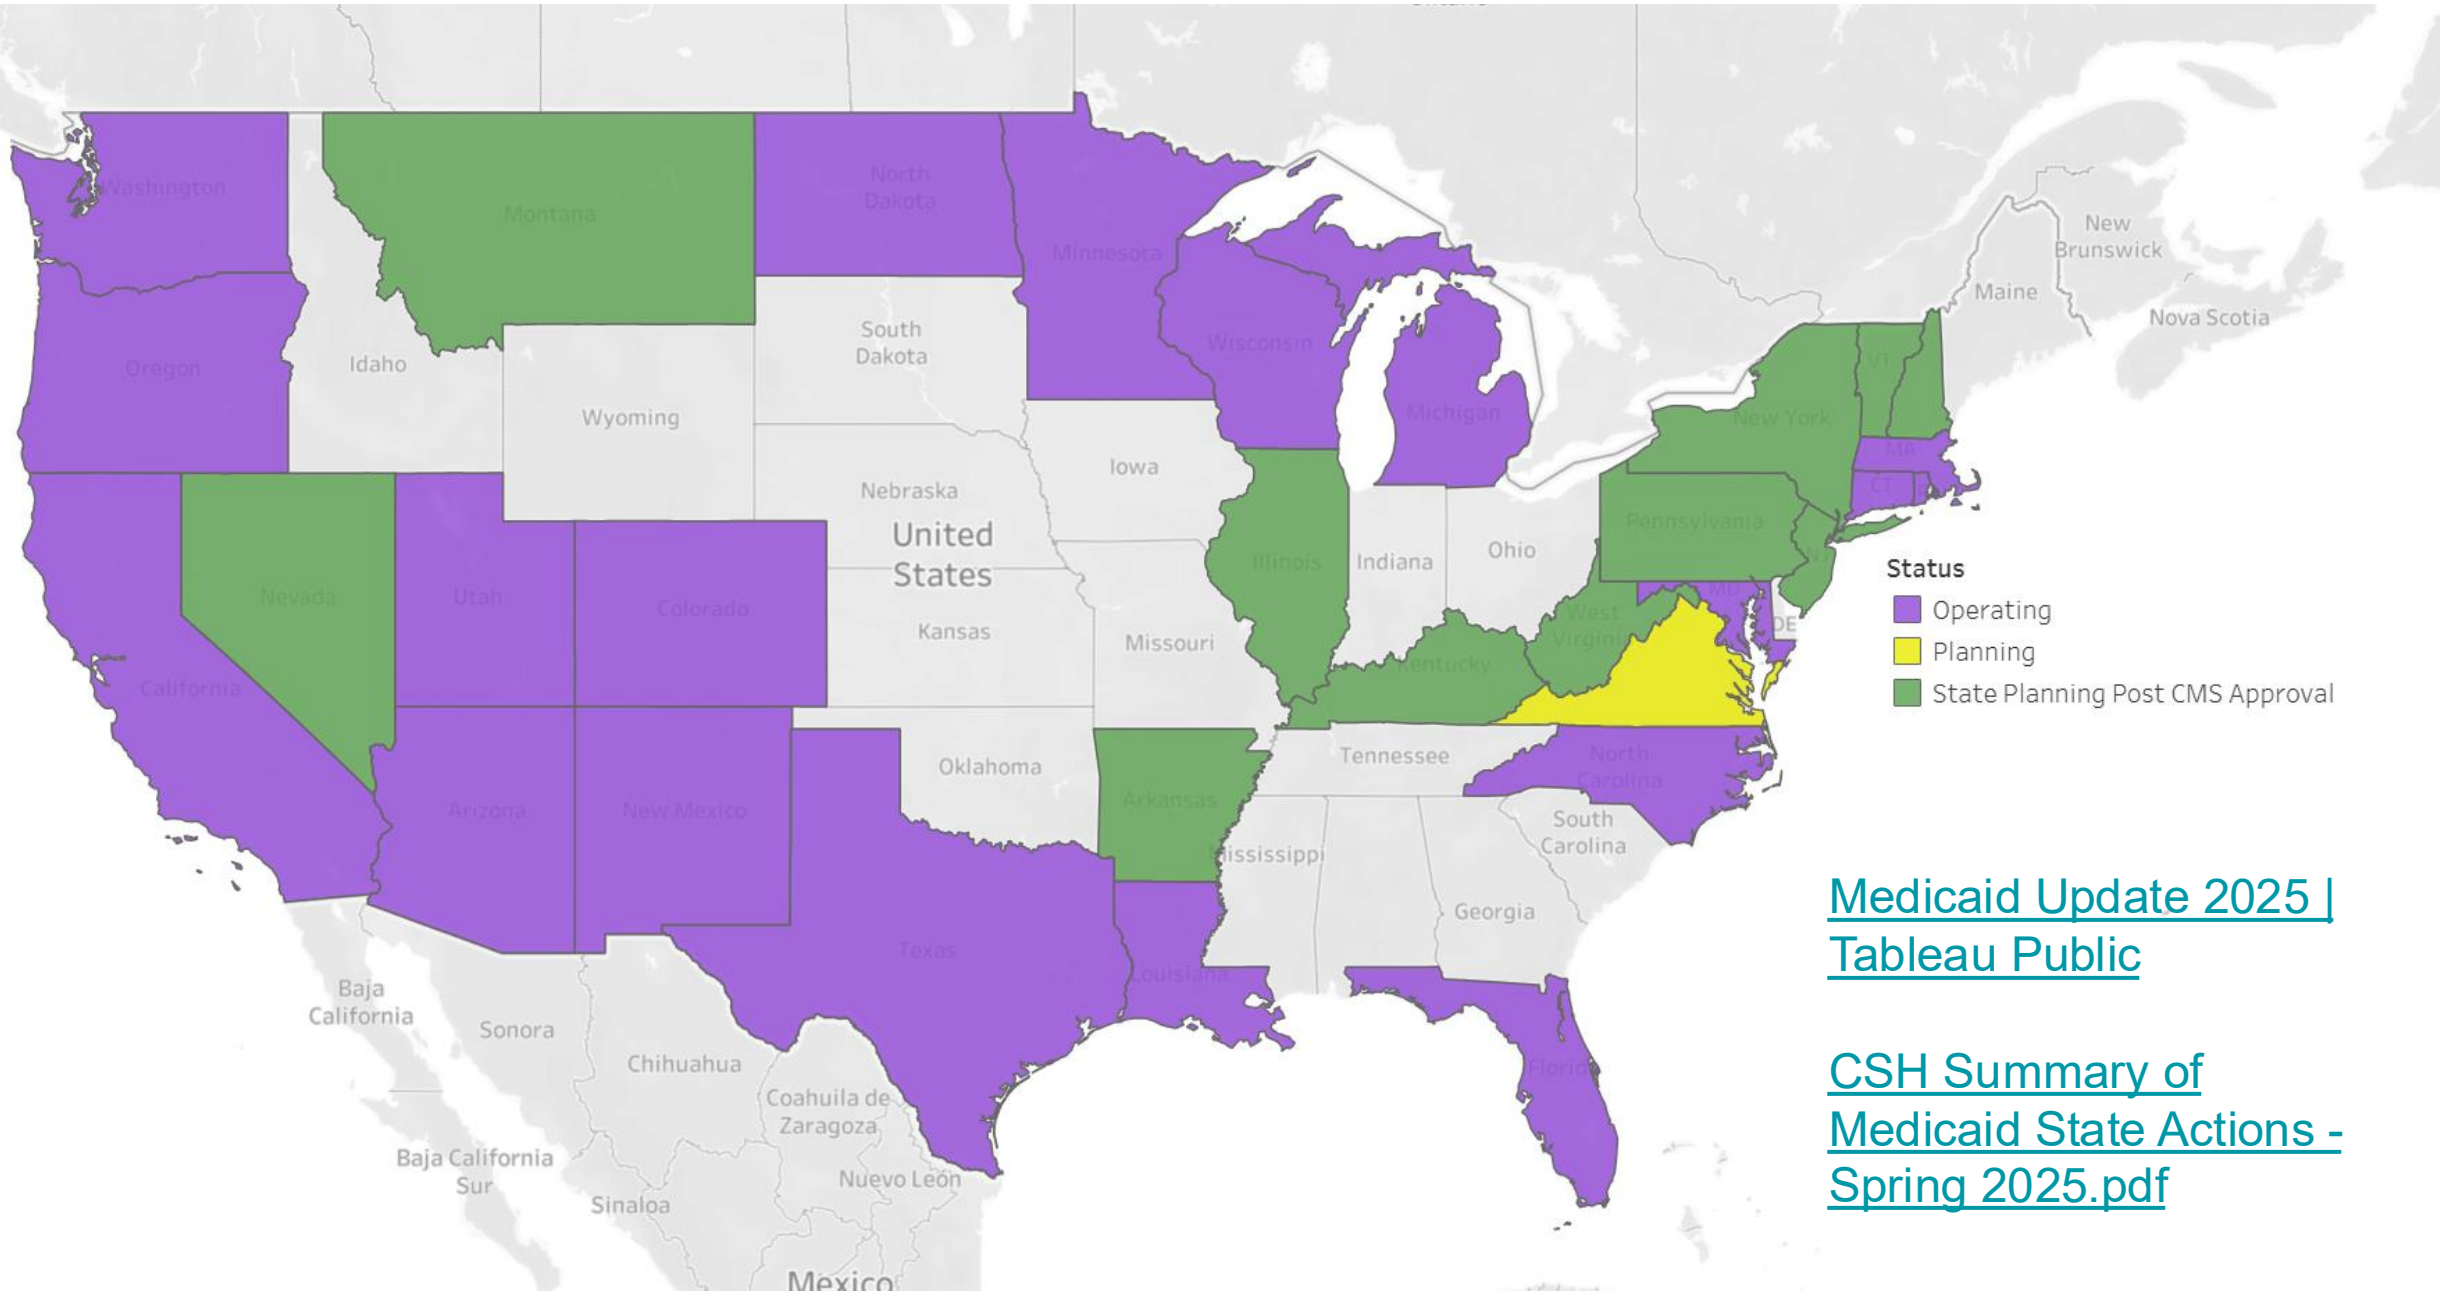 Washington
Montana
North
Dakota
Minnesota
New
Brunswick
Maine
Nova Scotia
Oregon
Idaho
South
Dakota
Wisconsin
VT
Wyoming
Michigan
New York
MA
Iowa
Nebraska
CT
United
States
Pennsylvania
Illinois
Indiana
Ohio
NJ
Nevada
Utah
Colorado
Kansas
Missouri
West
Virginia
MD
DE
Kentucky
California
Status
Operating
Planning
State Planning Post CMS Approval
Oklahoma
Tennessee
North
Carolina
Arizona
New Mexico
Arkansas
South
Carolina
Mississippi
Georgia
Texas
Louisiana
Florida
Baja
California
Sonora
Chihuahua
Coahuila de
Zaragoza
Baja California
Sur
Nuevo León
Sinaloa
Mexico
Medicaid Update 2025 |
Tableau Public
CSH Summary of
Medicaid State Actions -
Spring 2025.pdf